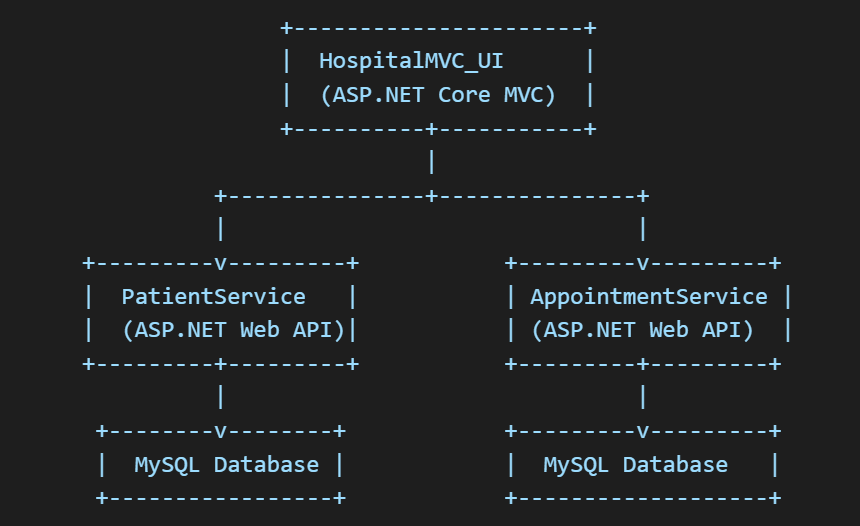 +----------------------+
|  HospitalMVC_UI      |
|  (ASP.NET Core MVC)  |
+----------+-----------+
|
+---------------+---------------+
|                               |
+---------v---------+           +---------v---------+
|  PatientService   |           | AppointmentService |
|  (ASP.NET Web API)|           | (ASP.NET Web API)  |
+---------+---------+           +---------+---------+
|                               |
+--------v--------+            +---------v---------+
|  MySQL Database |            |  MySQL Database   |
+-----------------+            +-------------------+